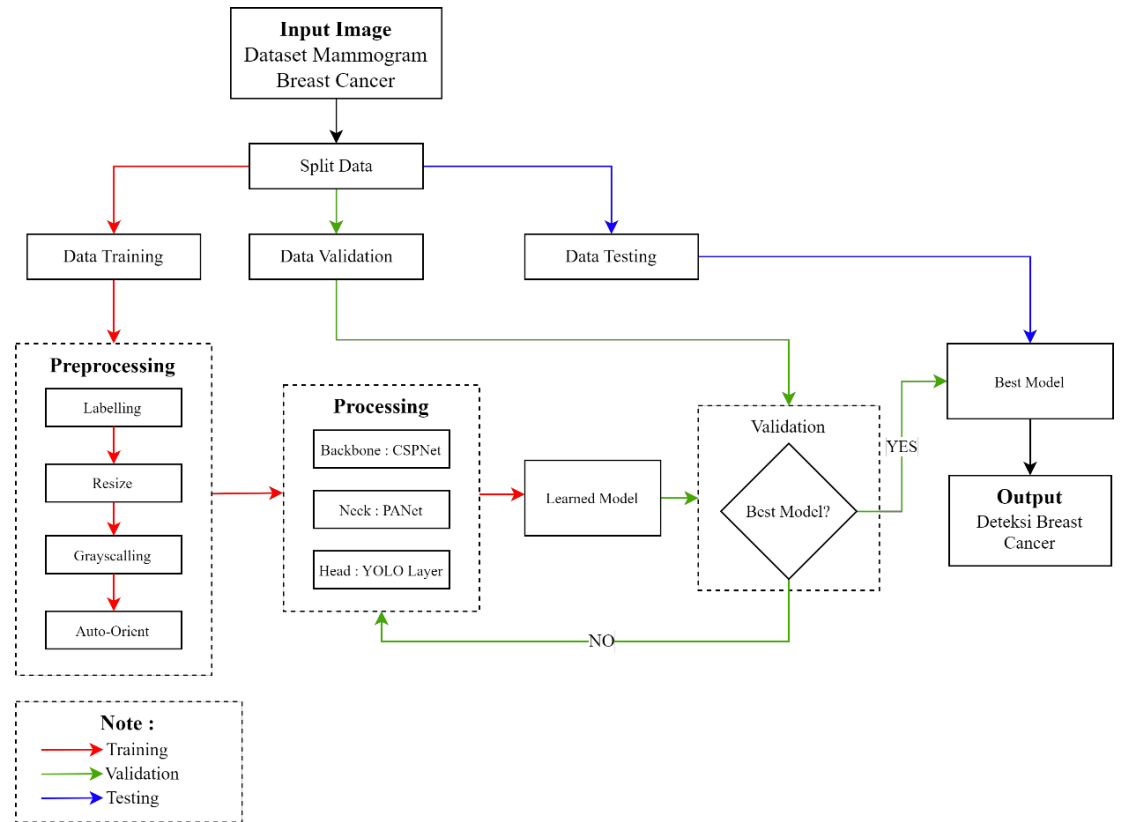 Input Image
Dataset Mammogram
Breast Cancer
Split Data
Data Training
Data Validation
Data Testing
Preprocessing
Labelling
Resize
Grayscalling
Auto-Orient
Processing
Backbone : CSPNet
Neck : PANet
Head : YOLO Layer
Learned Model
Validation
Best Model?
YES
NO
Best Model
Output
Deteksi Breast
Cancer
Note :
Training
Validation
Testing